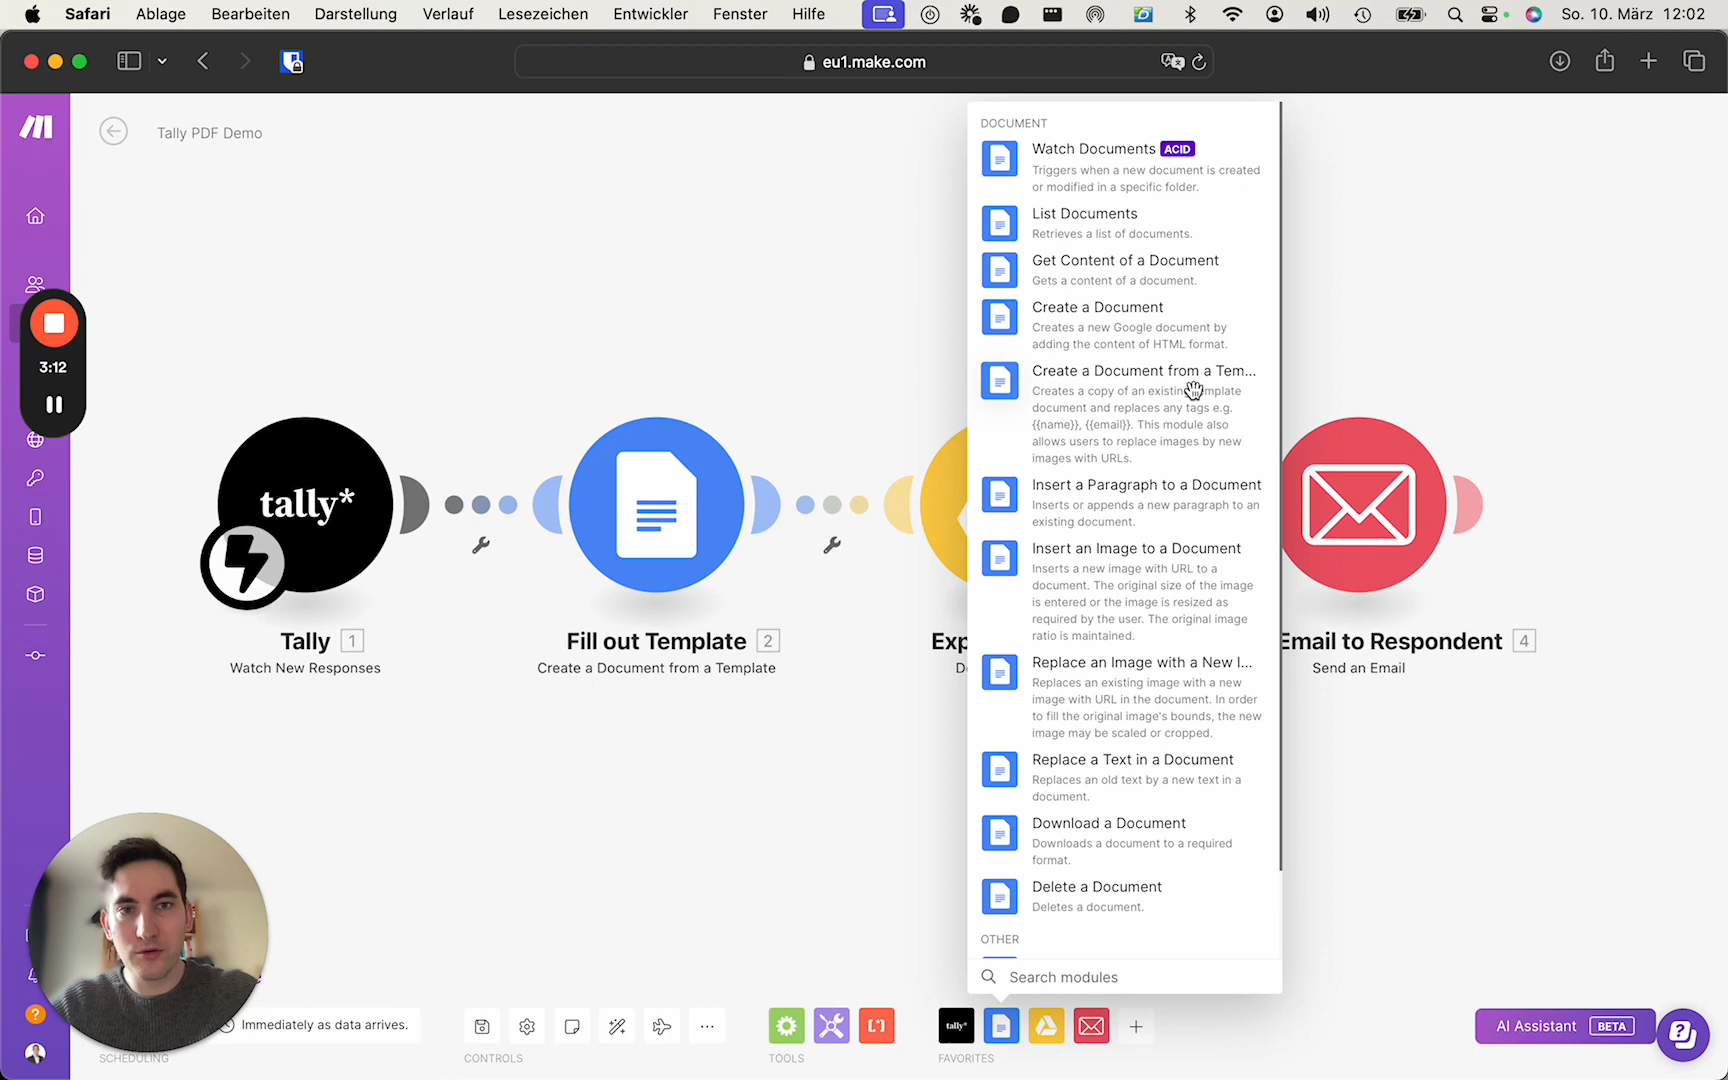 Safari Ablage Bearbeiten Darstellung Verlauf Lesezeichen Entwickler Fenster Hilfe So. 10. März 12:02
eu1.make.com
Tally PDF Demo
DOCUMENT
Watch Documents ACID
Triggers when a new document is created
or modified in a specific folder.
List Documents
Retrieves a list of documents.
Get Content of a Document
Gets a content of a document.
Create a Document
Creates a new Google document by
adding the content of HTML format.
Create a Document from a Tem...
Creates a copy of an existing template
document and replaces any tags e.g.
{{name}}, {{email}}. This module also
allows users to replace images by new
images with URLs.
Insert a Paragraph to a Document
Inserts or appends a new paragraph to an
existing document.
Insert an Image to a Document
Inserts a new image with URL to a
document. The original size of the image
is entered or the image is resized as
required by the user. The original image
ratio is maintained.
Replace an Image with a New I...
Replaces an existing image with a new
image with URL in the document. In order
to fill the original image's bounds, the new
image may be scaled or cropped.
Replace a Text in a Document
Replaces an old text by a new text in a
document.
Download a Document
Downloads a document to a required
format.
Delete a Document
Deletes a document.
OTHER
Search modules
3:12
tally*
Tally 1
Watch New Responses
Fill out Template 2
Create a Document from a Template
Exp
Email to Respondent 4
Send an Email
Immediately as data arrives.
SCHEDULING
CONTROLS
TOOLS
tally*
FAVORITES
AI Assistant BETA